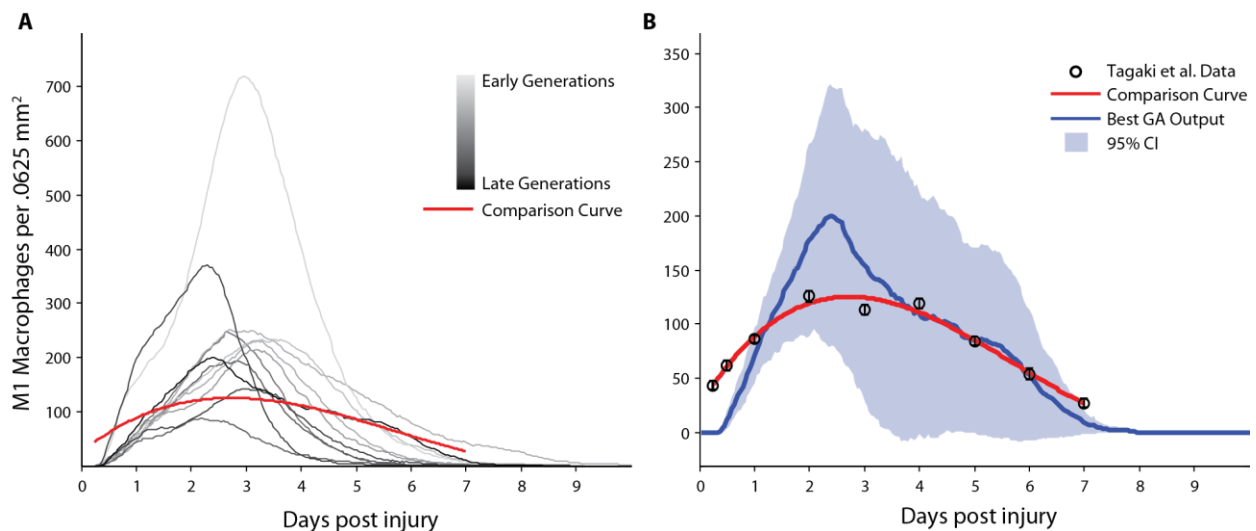 A
M1 Macrophages per .0625 mm²
700
600
500
400
300
200
100
0 1 2 3 4 5 6 7 8 9
Days post injury
Early Generations
Late Generations
Comparison Curve
B
350
300
250
200
150
100
50
0
0 1 2 3 4 5 6 7 8 9
Days post injury
Tagaki et al. Data
Comparison Curve
Best GA Output
95% CI